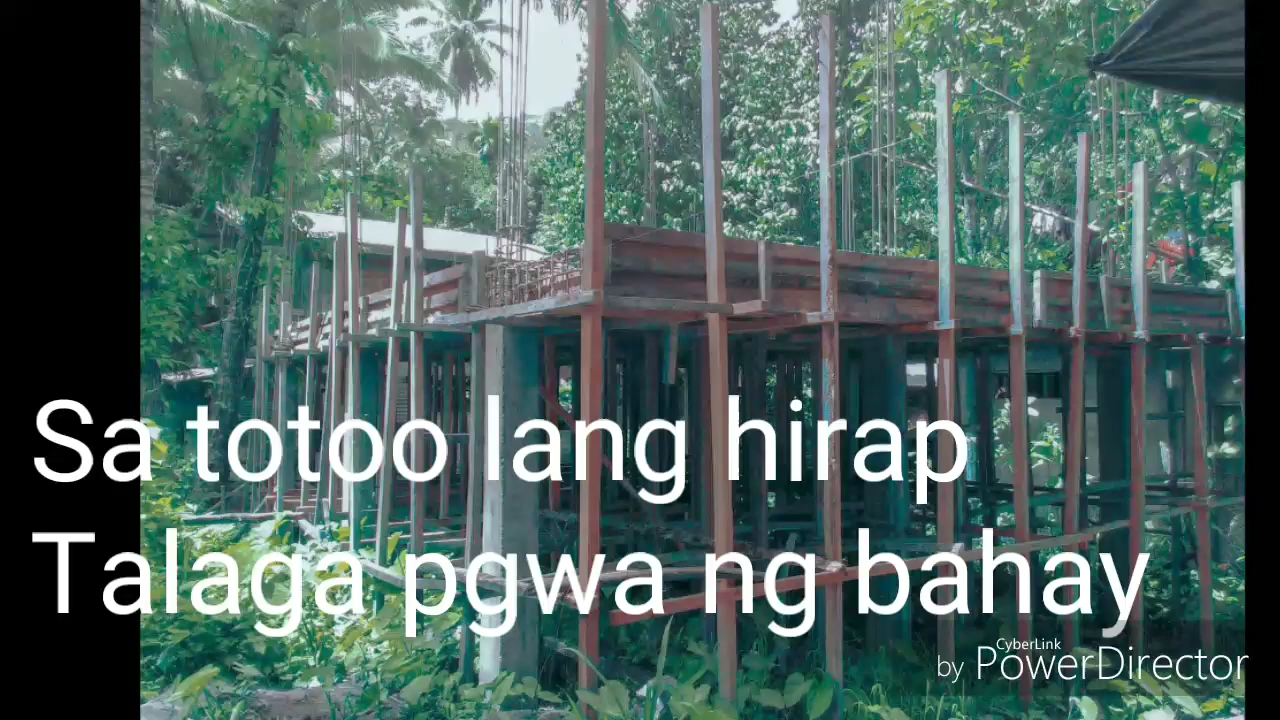 Sa totoo lang hirap
Talaga pgwa ng bahay
CyberLink
by PowerDirector